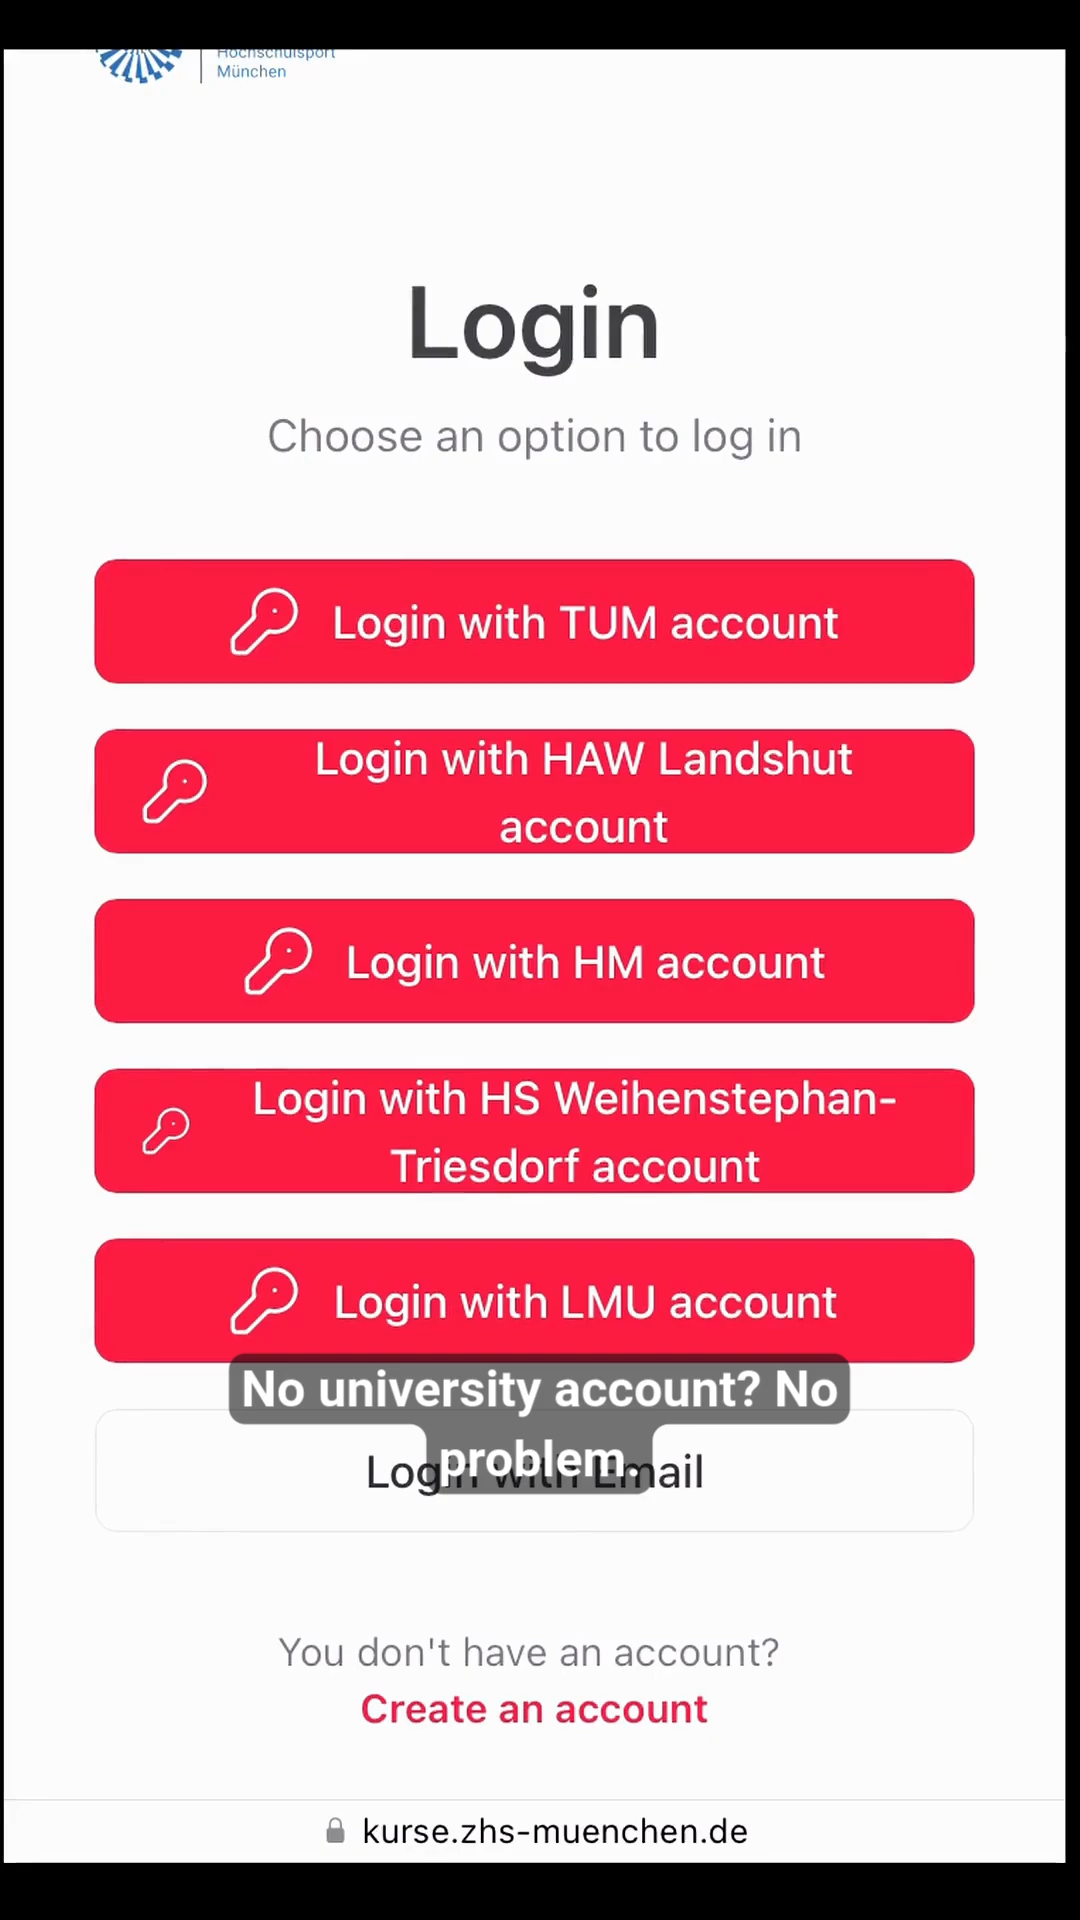 Hochschulsport
München
Login
Choose an option to log in
Login with TUM account
Login with HAW Landshut
account
Login with HM account
Login with HS Weihenstephan-
Triesdorf account
Login with LMU account
No university account? No
problem.
Login with Email
You don't have an account?
Create an account
kurse.zhs-muenchen.de